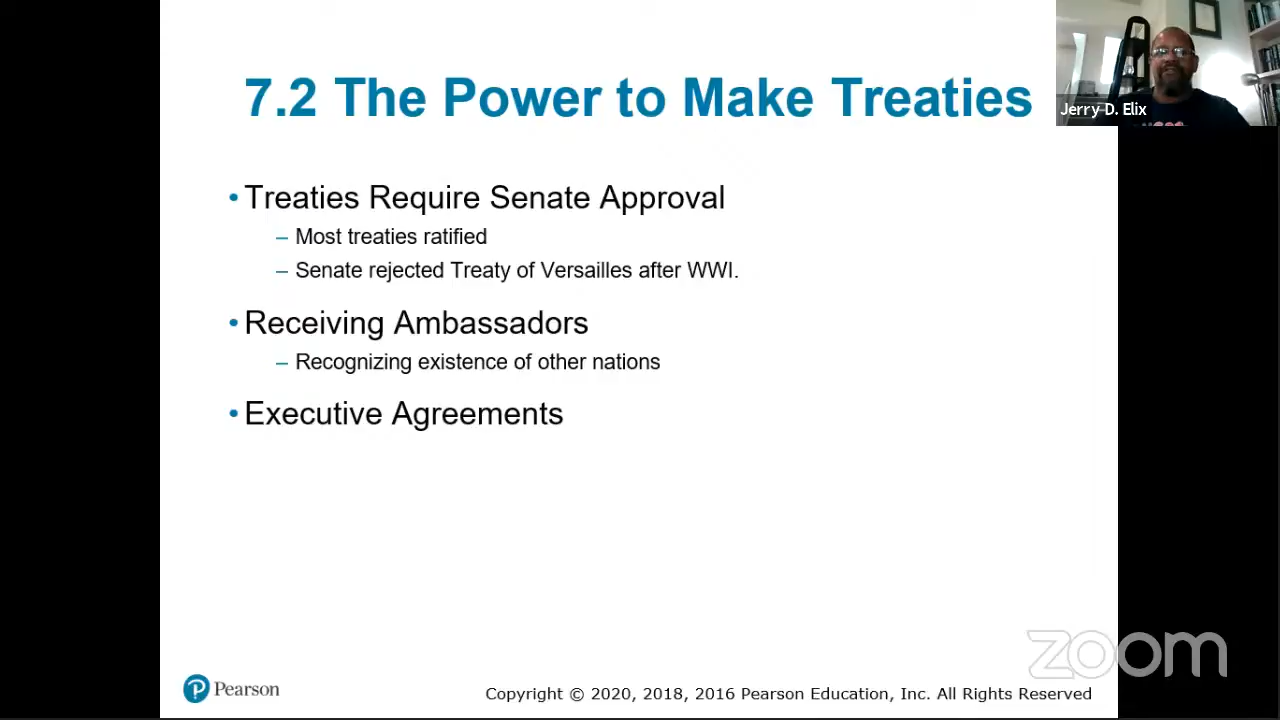 7.2 The Power to Make Treaties
Jerry D. Elix
• Treaties Require Senate Approval
– Most treaties ratified
– Senate rejected Treaty of Versailles after WWI.
• Receiving Ambassadors
– Recognizing existence of other nations
• Executive Agreements
zoom
P Pearson
Copyright © 2020, 2018, 2016 Pearson Education, Inc. All Rights Reserved